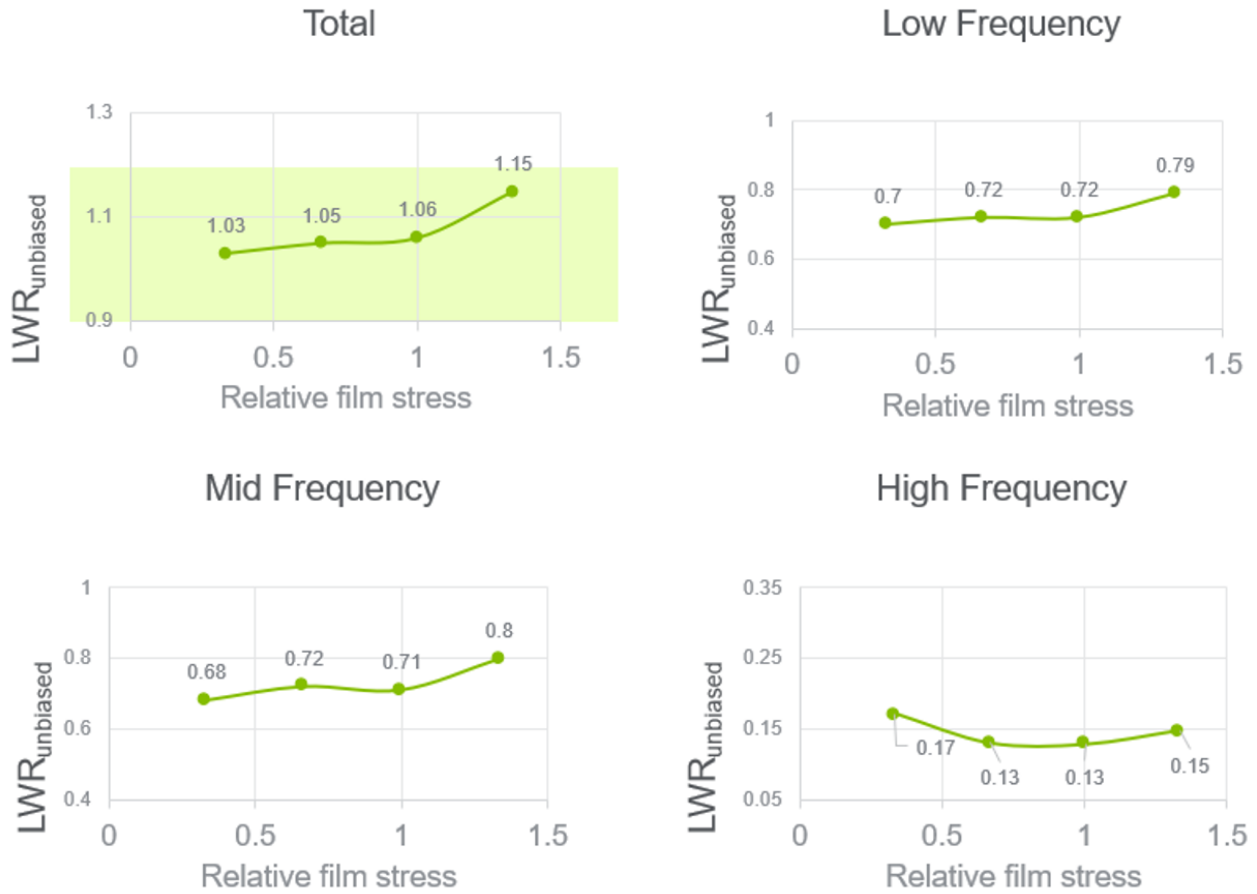 Total
1.3
1.1
0.9
LWRunbiased
1.03
1.05
1.06
1.15
0 0.5 1 1.5
Relative film stress
Low Frequency
1
0.8
0.6
0.4
LWRunbiased
0.7
0.72
0.72
0.79
0 0.5 1 1.5
Relative film stress
Mid Frequency
1
0.8
0.6
0.4
LWRunbiased
0.68
0.72
0.71
0.8
0 0.5 1 1.5
Relative film stress
High Frequency
0.35
0.25
0.15
0.05
LWRunbiased
0.17
0.13
0.13
0.15
0 0.5 1 1.5
Relative film stress